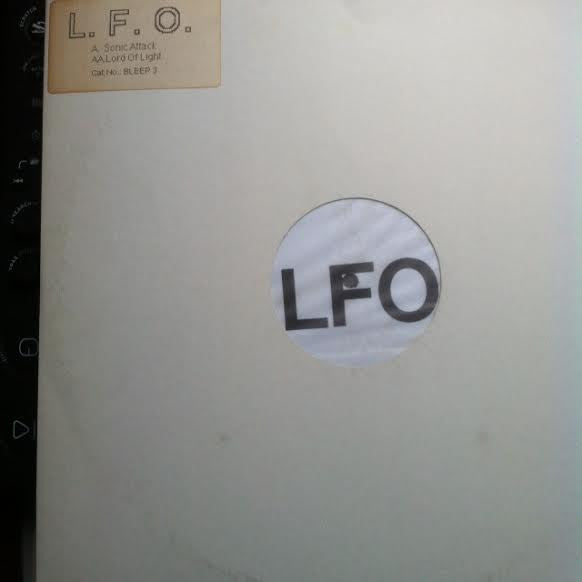 L. F. O.
A. Sonic Attack
AA.Lord Of Light
Cat No.: BLEEP 3
LFO